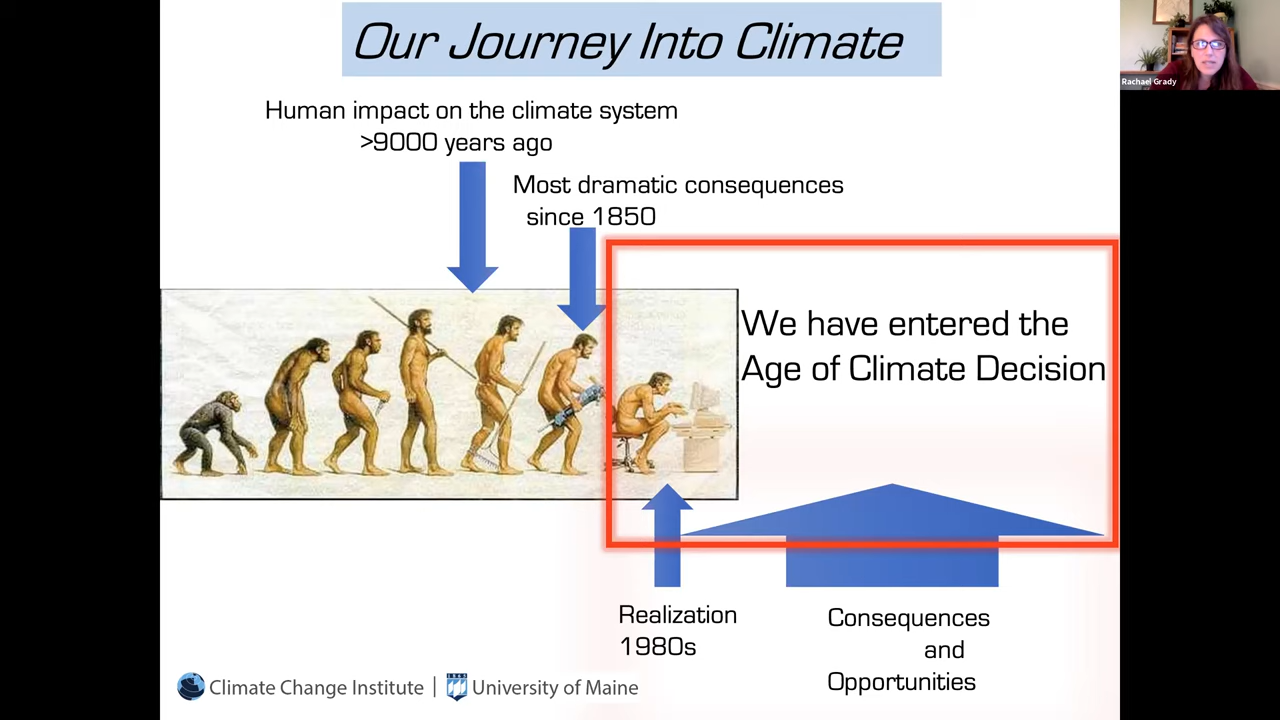 Our Journey Into Climate
Rachael Grady
Human impact on the climate system
>9000 years ago
Most dramatic consequences
since 1850
We have entered the
Age of Climate Decision
Realization
1980s
Consequences
and
Opportunities
Climate Change Institute | University of Maine